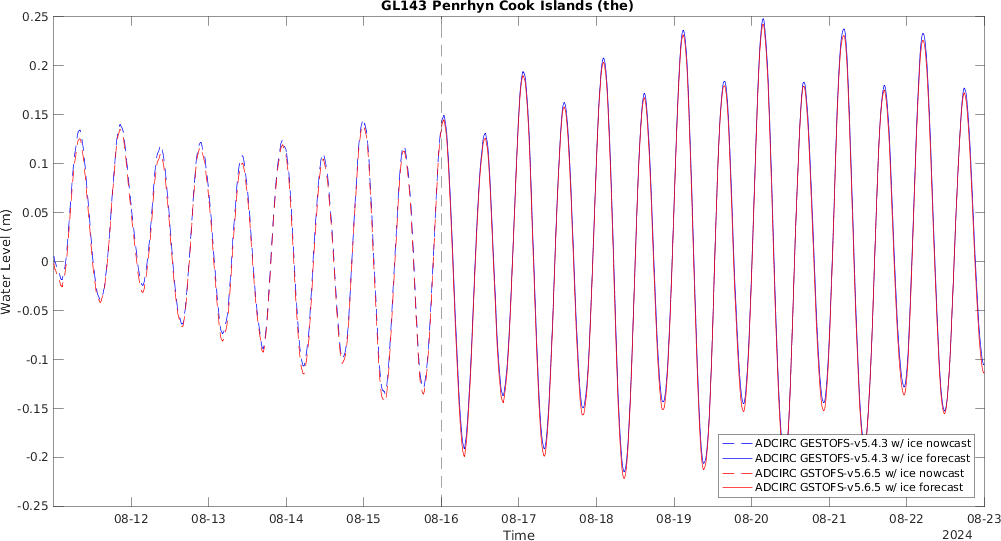 GL143 Penrhyn Cook Islands (the)
0.25
0.2
0.15
0.1
0.05
0
-0.05
-0.1
-0.15
-0.2
-0.25
Water Level (m)
ADCIRC GESTOFS-v5.4.3 w/ ice nowcast
ADCIRC GESTOFS-v5.4.3 w/ ice forecast
ADCIRC GSTOFS-v5.6.5 w/ ice nowcast
ADCIRC GSTOFS-v5.6.5 w/ ice forecast
08-12 08-13 08-14 08-15 08-16 08-17 08-18 08-19 08-20 08-21 08-22 08-23
Time
2024